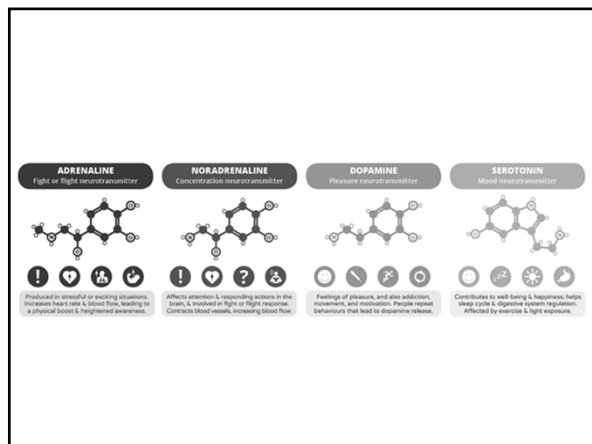 ADRENALINE
Fight or flight neurotransmitter
Produced in stressful or exciting situations.
Increases heart rate & blood flow, leading to
a physical boost & heightened awareness.
NORADRENALINE
Concentration neurotransmitter
Affects attention & responding actions in the
brain, & involved in fight or flight response.
Contracts blood vessels, increasing blood flow.
DOPAMINE
Pleasure neurotransmitter
Feelings of pleasure, and also addiction,
movement, and motivation. People repeat
behaviours that lead to dopamine release.
SEROTONIN
Mood neurotransmitter
Contributes to well-being & happiness; helps
sleep cycle & digestive system regulation.
Affected by exercise & light exposure.